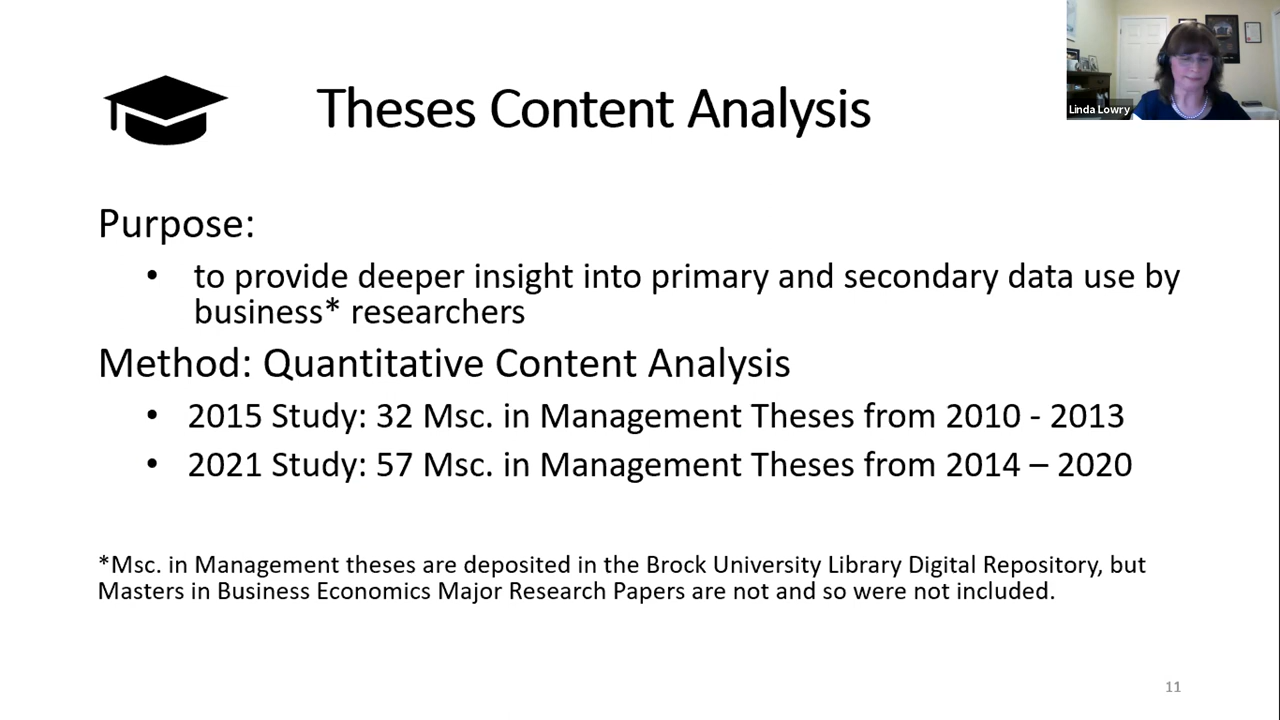 Theses Content Analysis
Linda Lowry
Purpose:
• to provide deeper insight into primary and secondary data use by
business* researchers
Method: Quantitative Content Analysis
• 2015 Study: 32 Msc. in Management Theses from 2010 - 2013
• 2021 Study: 57 Msc. in Management Theses from 2014 – 2020
*Msc. in Management theses are deposited in the Brock University Library Digital Repository, but
Masters in Business Economics Major Research Papers are not and so were not included.
11